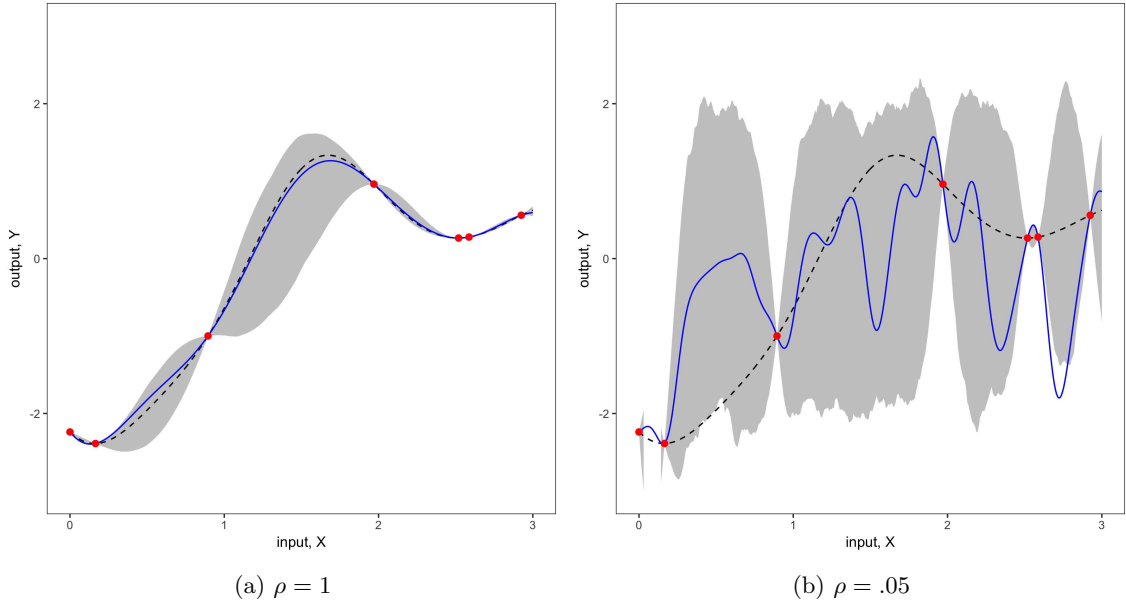 2
0
-2
output, Y
0
1
2
3
input, X
(a) ρ = 1
2
0
-2
output, Y
0
1
2
3
input, X
(b) ρ = .05